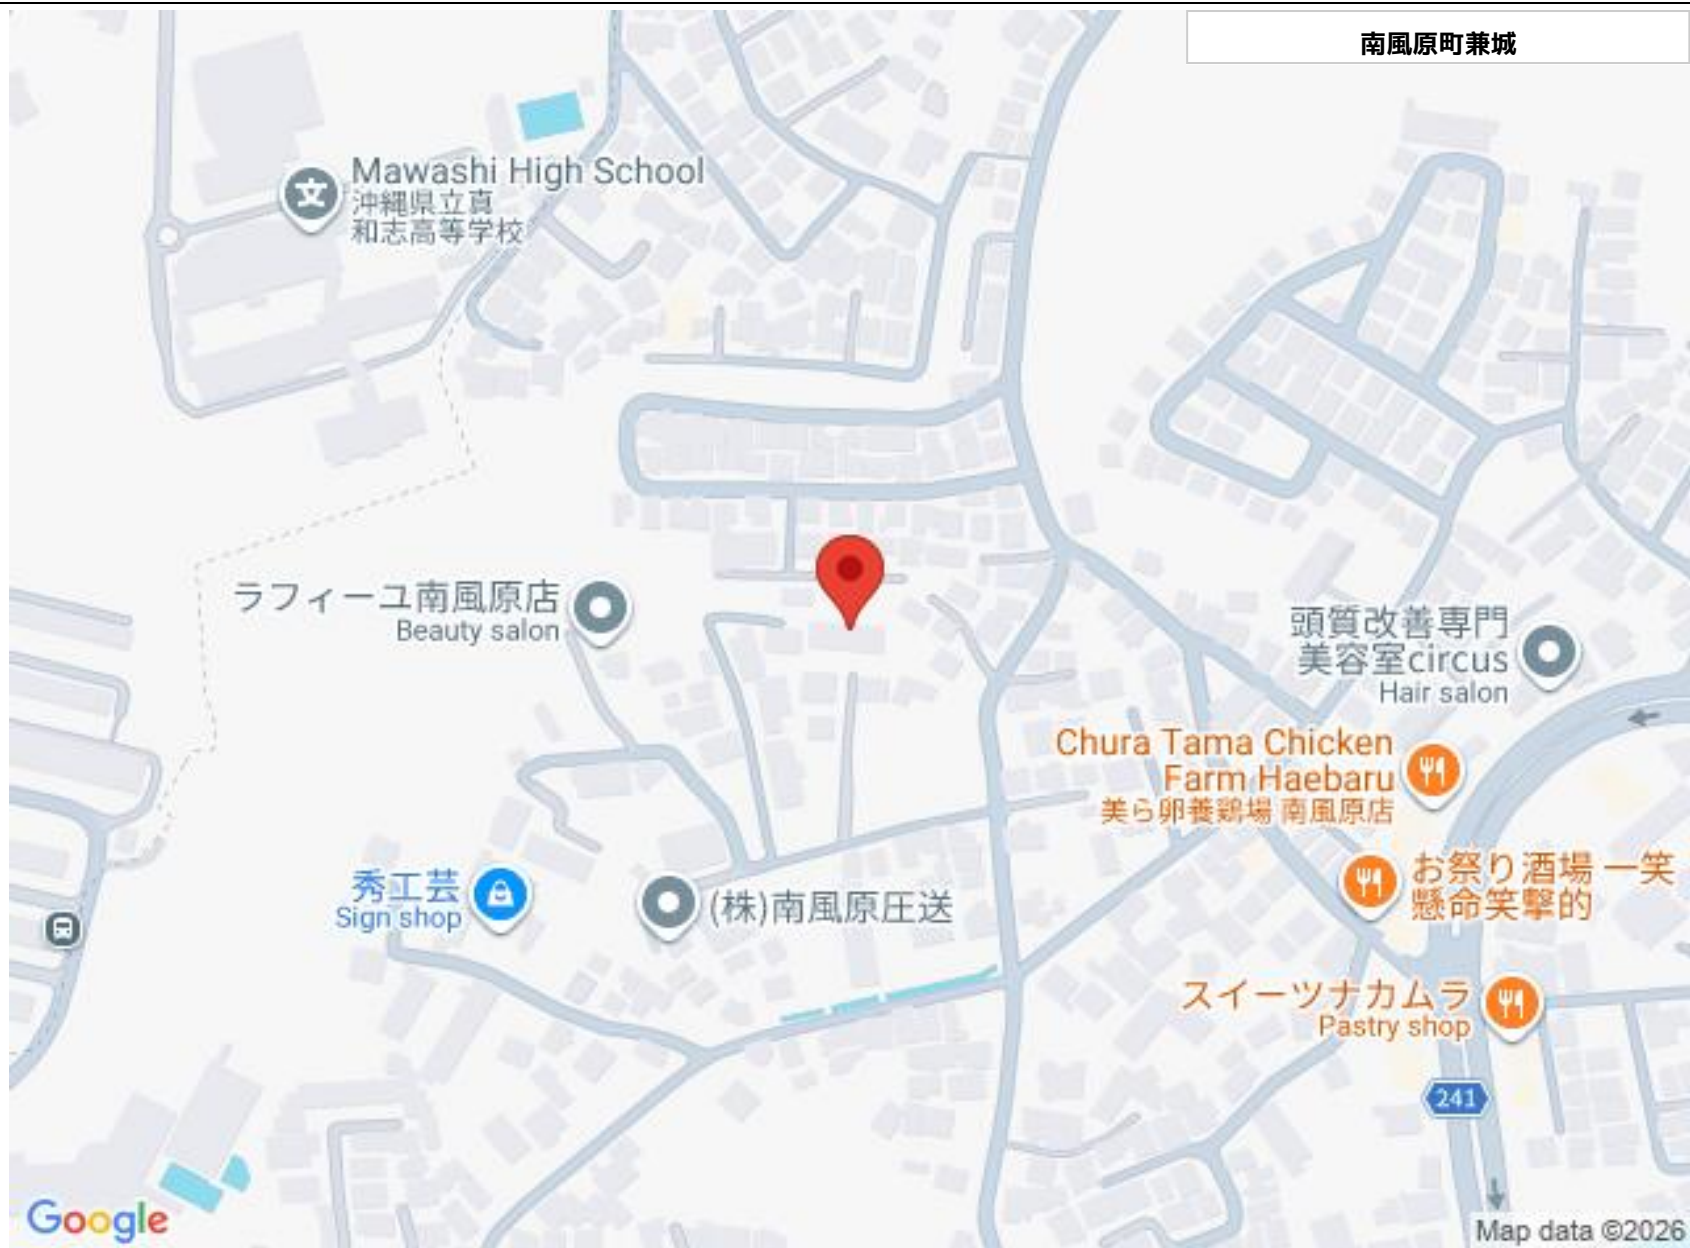 南風原町兼城
Mawashi High School
沖縄県立真
和志高等学校
ラフィーユ南風原店
Beauty salon
頭質改善専門
美容室circus
Hair salon
Chura Tama Chicken
Farm Haebaru
美ら卵養鶏場 南風原店
お祭り酒場 一笑
懸命笑撃的
秀工芸
Sign shop
(株)南風原圧送
スイーツナカムラ
Pastry shop
241
Google
Map data ©2026